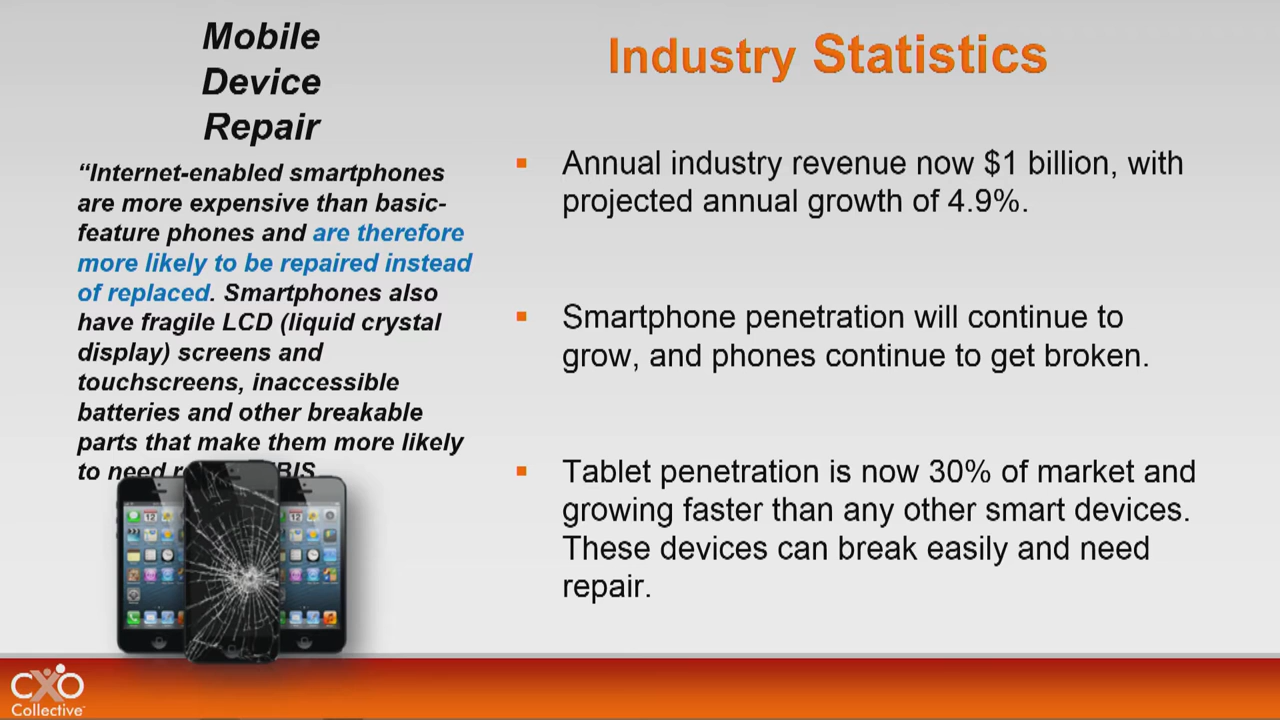 Mobile
Device
Repair
“Internet-enabled smartphones
are more expensive than basic-
feature phones and are therefore
more likely to be repaired instead
of replaced. Smartphones also
have fragile LCD (liquid crystal
display) screens and
touchscreens, inaccessible
batteries and other breakable
parts that make them more likely
to need
Industry Statistics
Annual industry revenue now $1 billion, with
projected annual growth of 4.9%.
Smartphone penetration will continue to
grow, and phones continue to get broken.
Tablet penetration is now 30% of market and
growing faster than any other smart devices.
These devices can break easily and need
repair.
CXO
Collective